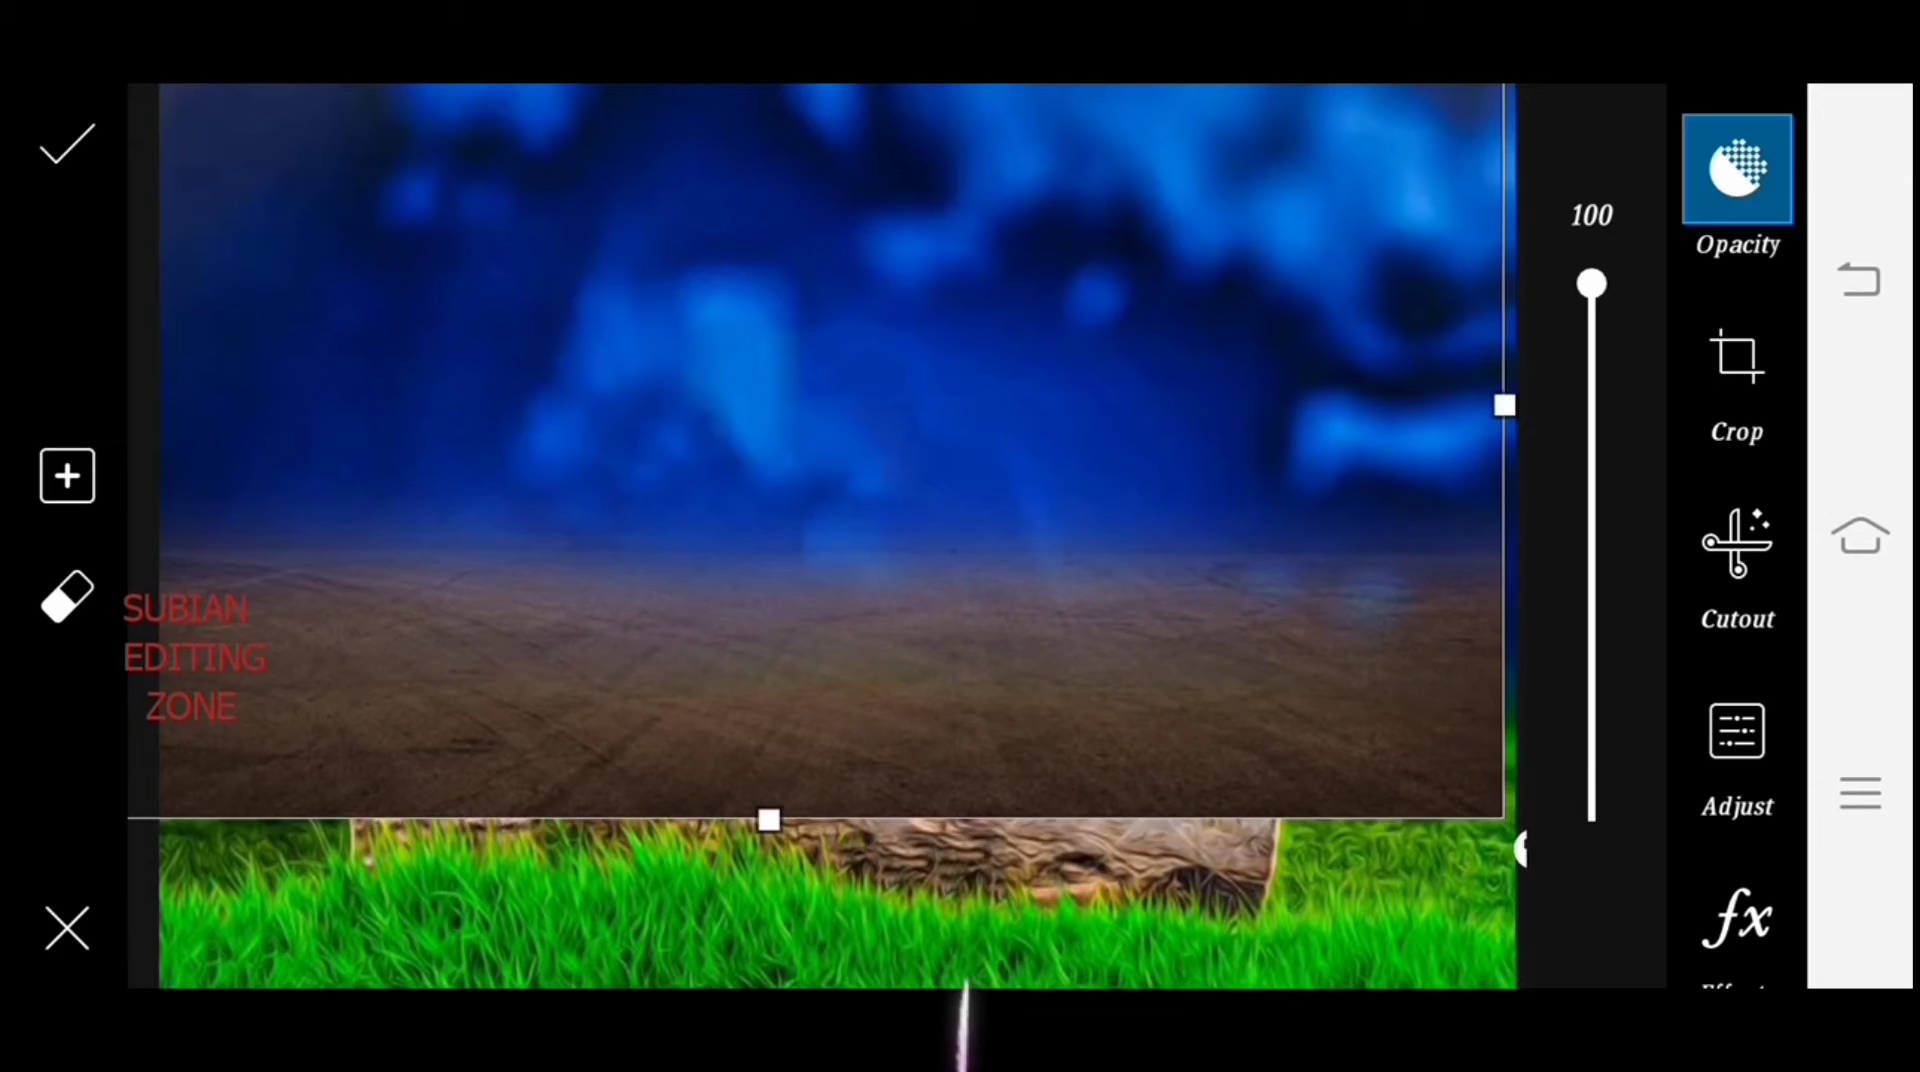 100
Opacity
Crop
Cutout
Adjust
fx
SUBIAN
EDITING
ZONE